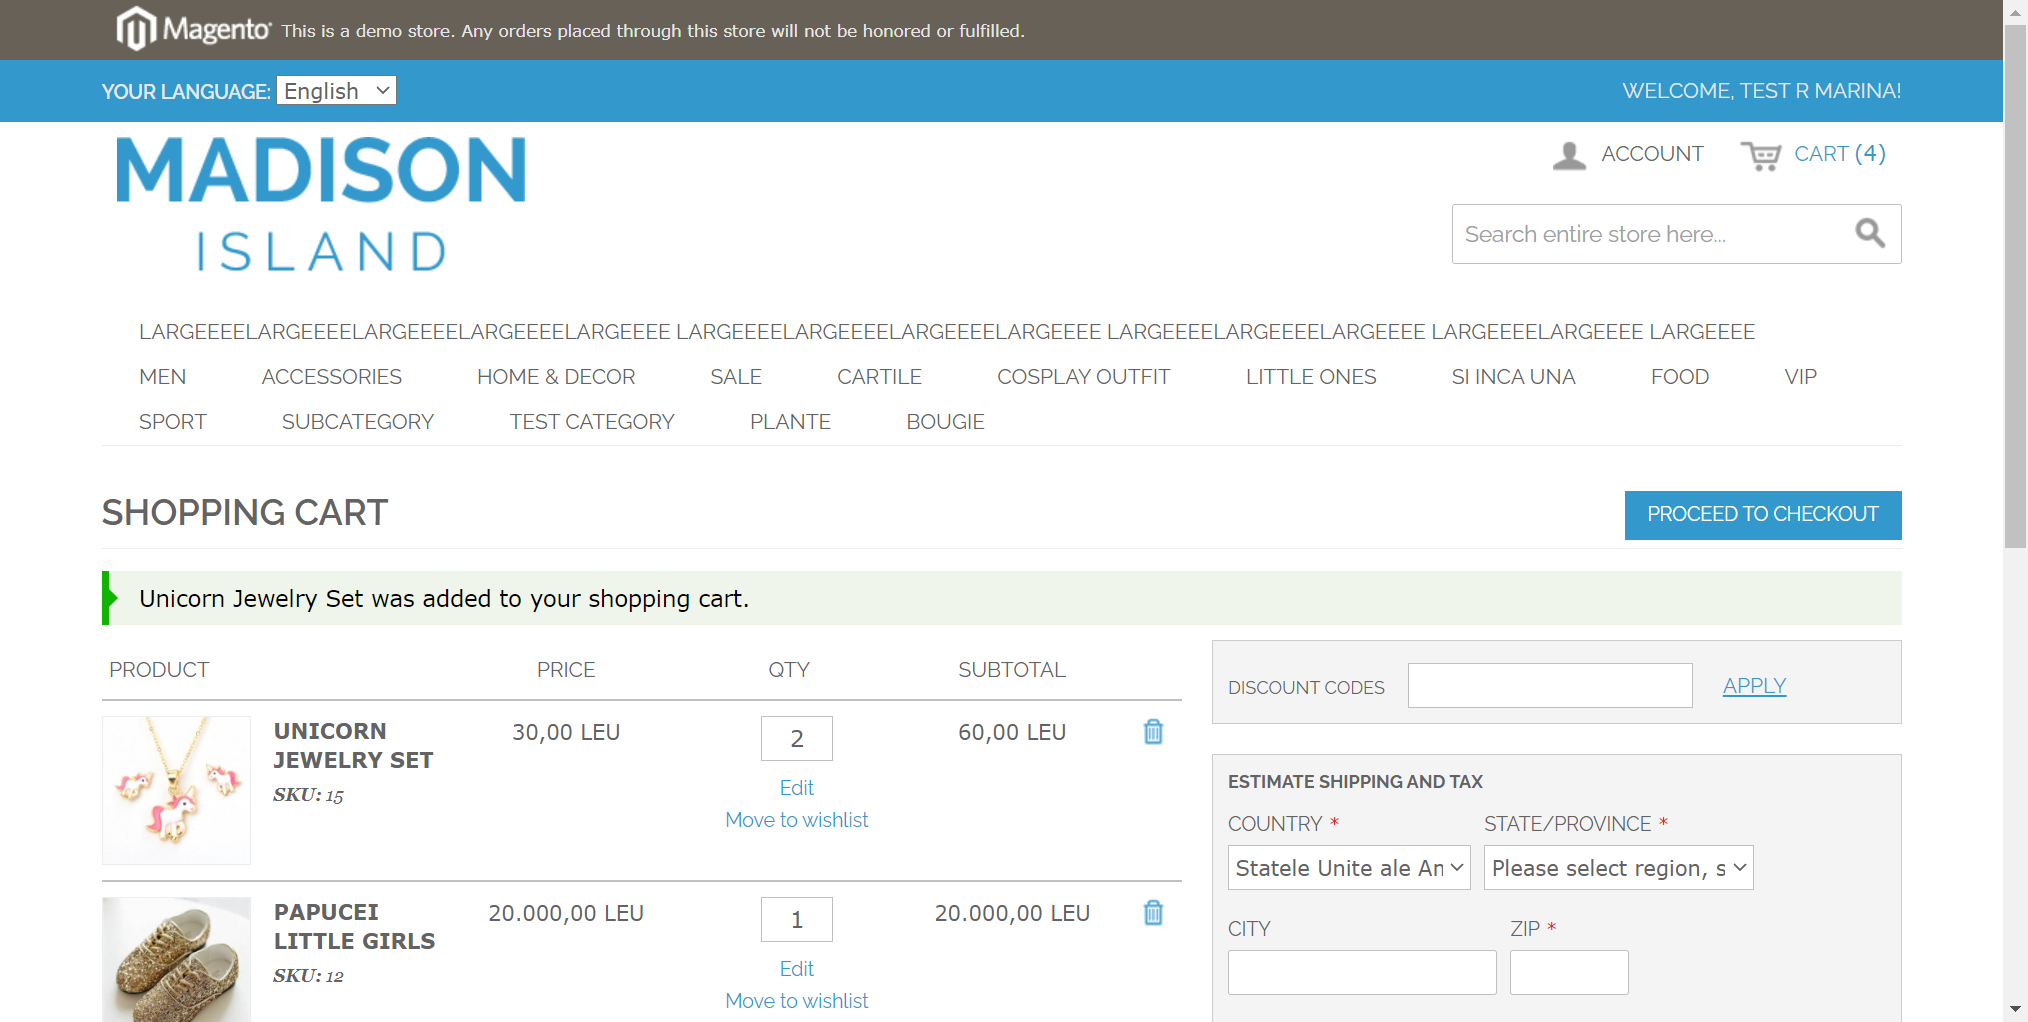 Magento This is a demo store. Any orders placed through this store will not be honored or fulfilled.
YOUR LANGUAGE: English
WELCOME, TEST R MARINA!
MADISON
ISLAND
ACCOUNT
CART (4)
Search entire store here...
LARGEEEELARGEEEELARGEEEELARGEEEELARGEEEE LARGEEEELARGEEEELARGEEEELARGEEEE LARGEEEELARGEEEELARGEEEE LARGEEEELARGEEEE LARGEEEE
MEN ACCESSORIES HOME & DECOR SALE CARTILE COSPLAY OUTFIT LITTLE ONES SI INCA UNA FOOD VIP
SPORT SUBCATEGORY TEST CATEGORY PLANTE BOUGIE
SHOPPING CART
PROCEED TO CHECKOUT
Unicorn Jewelry Set was added to your shopping cart.
PRODUCT PRICE QTY SUBTOTAL
UNICORN
JEWELRY SET
SKU: 15
30,00 LEU
2
Edit
Move to wishlist
60,00 LEU
PAPUCEI
LITTLE GIRLS
SKU: 12
20.000,00 LEU
1
Edit
Move to wishlist
20.000,00 LEU
DISCOUNT CODES
APPLY
ESTIMATE SHIPPING AND TAX
COUNTRY * STATE/PROVINCE *
Statele Unite ale Am Please select region, s
CITY ZIP *